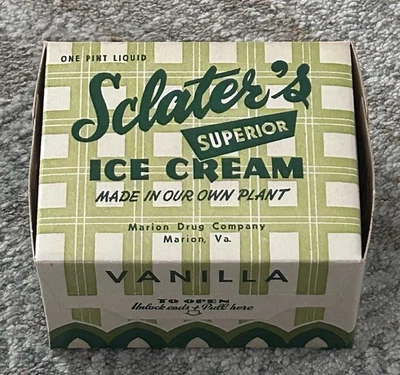 ONE PINT LIQUID
Sclater's
SUPERIOR
ICE CREAM
MADE IN OUR OWN PLANT
Marion Drug Company
Marion, Va.
VANILLA
TO OPEN
Unlock ends & Pull here